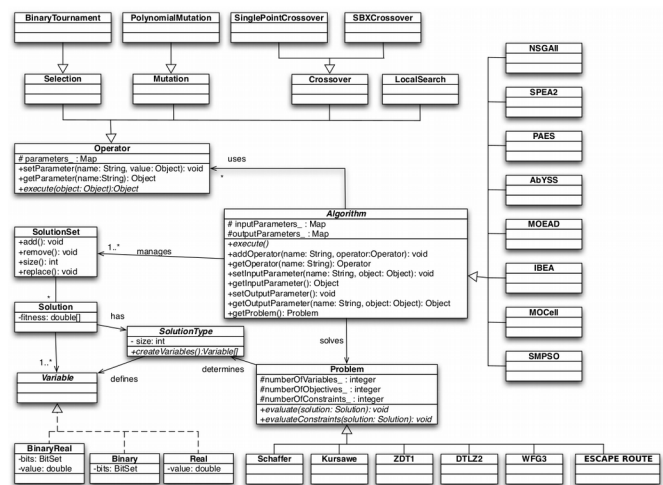 BinaryTournament
PolynomialMutation
SinglePointCrossover
SBXCrossover
Selection
Mutation
Crossover
LocalSearch
Operator
# parameters_ : Map
+setParameter(name: String, value: Object): void
+getParameter(name:String): Object
+execute(object: Object):Object
uses
*
NSGAII
SPEA2
PAES
AbYSS
MOEAD
IBEA
MOCell
SMPSO
Algorithm
# inputParameters_ : Map
#outputParameters_ : Map
+execute()
+addOperator(name: String, operator:Operator): void
+getOperator(name: String): Operator
+setInputParameter(name: String, object: Object): void
+getInputParameter(): Object
+setOutputParameter(): void
+getOutputParameter(name: String, object: Object): Object
+getProblem(): Problem
SolutionSet
+add(): void
+remove(): void
+size(): int
+replace(): void
1..*
manages
*
Solution
-fitness: double[]
has
SolutionType
- size: int
+createVariables():Variable[]
solves
1..*
defines
determines
Variable
Problem
#numberOfVariables_ : integer
#numberOfObjectives_ : integer
#numberOfConstraints_ : integer
+evaluate(solution: Solution): void
+evaluateConstraints(solution: Solution): void
BinaryReal
-bits: BitSet
-value: double
Binary
-bits: BitSet
Real
-value: double
Schaffer
Kursawe
ZDT1
DTLZ2
WFG3
ESCAPE ROUTE